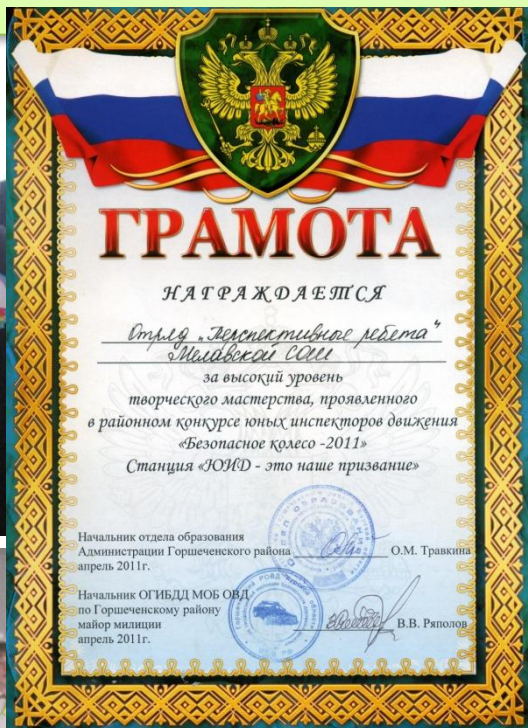 ГРАМОТА
НАГРАЖДАЕТСЯ
Отряд „Перспективные ребята“
Мелавской СОШ
за высокий уровень
творческого мастерства, проявленного
в районном конкурсе юных инспекторов движения
«Безопасное колесо -2011»
Станция «ЮИД - это наше призвание»
Начальник отдела образования
Администрации Горшеченского района О.М. Травкина
апрель 2011г.
Начальник ОГИБДД МОБ ОВД
по Горшеченскому району
майор милиции В.В. Ряполов
апрель 2011г.